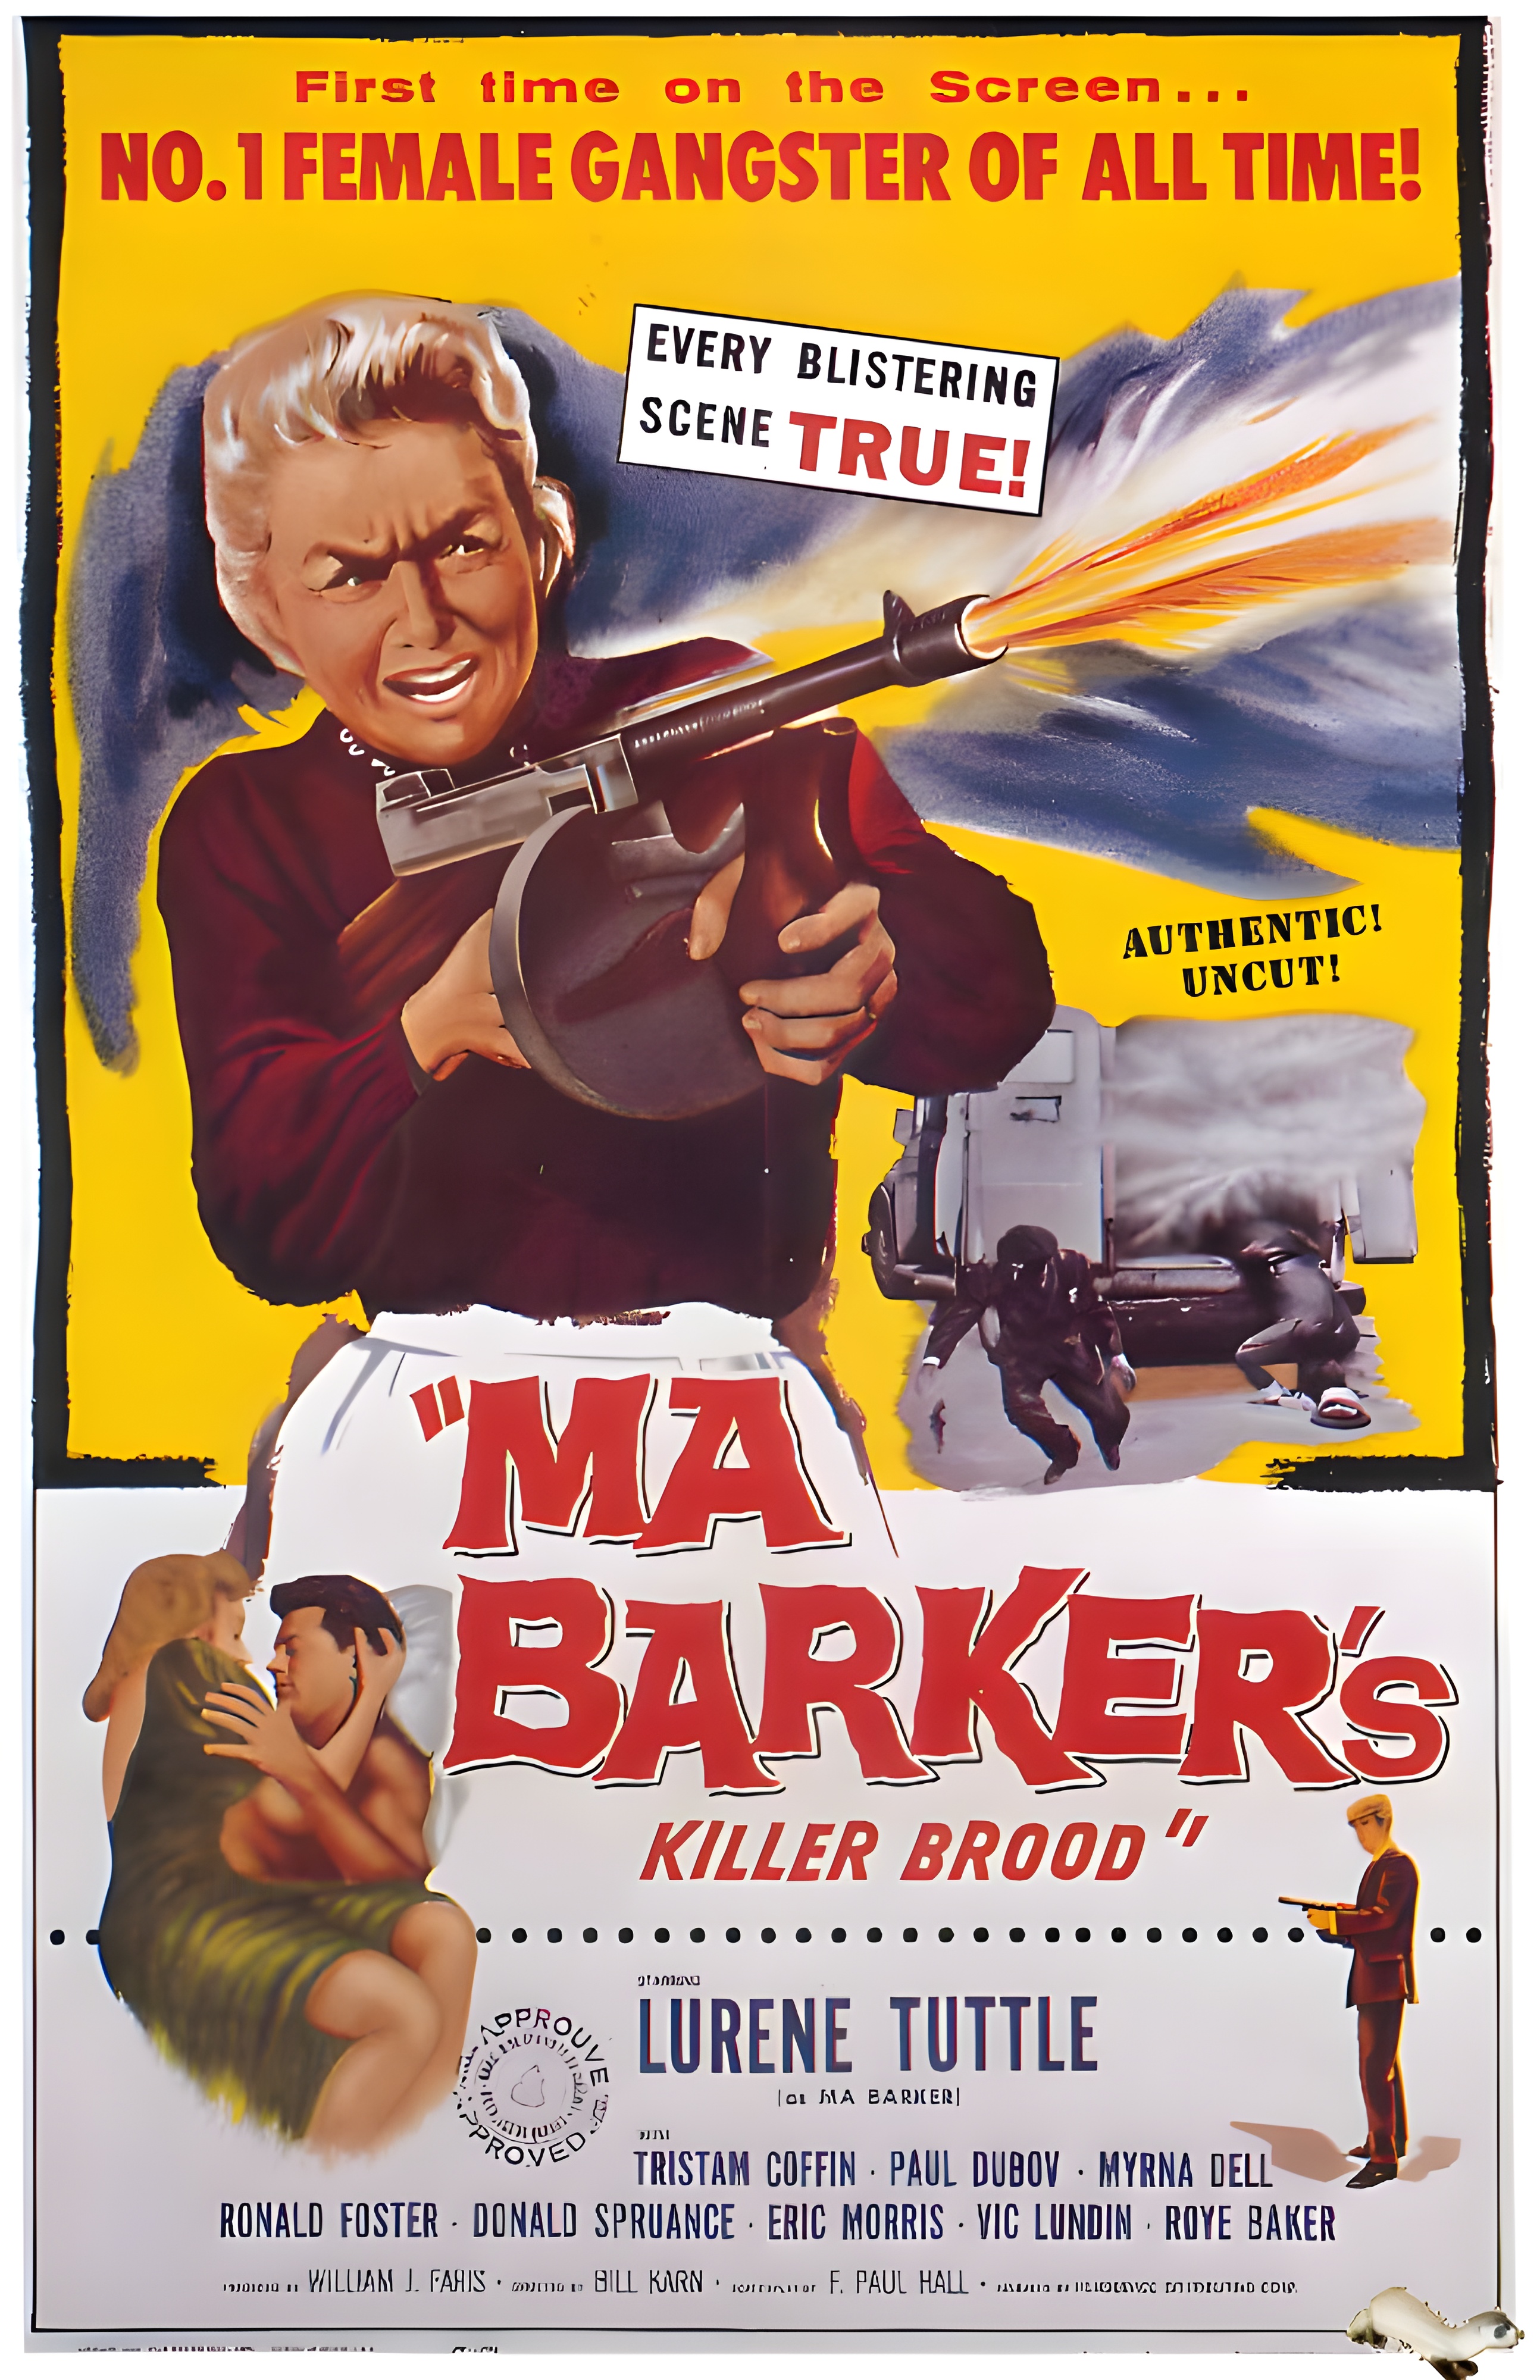 First time on the Screen...
NO.1 FEMALE GANGSTER OF ALL TIME!
EVERY BLISTERING
SCENE TRUE!
AUTHENTIC!
UNCUT!
"MA
BARKER'S
KILLER BROOD"
LURENE TUTTLE
MA BARKER
APPROUVE
APPROVED
TRISTAM COFFIN · PAUL DUBOV · MYRNA DELL
RONALD FOSTER · DONALD SPRUANCE · ERIC MORRIS · VIC LUNDIN · ROYE BAKER
WILLIAM J. FARIS · BILL KARN · F. PAUL HALL ·